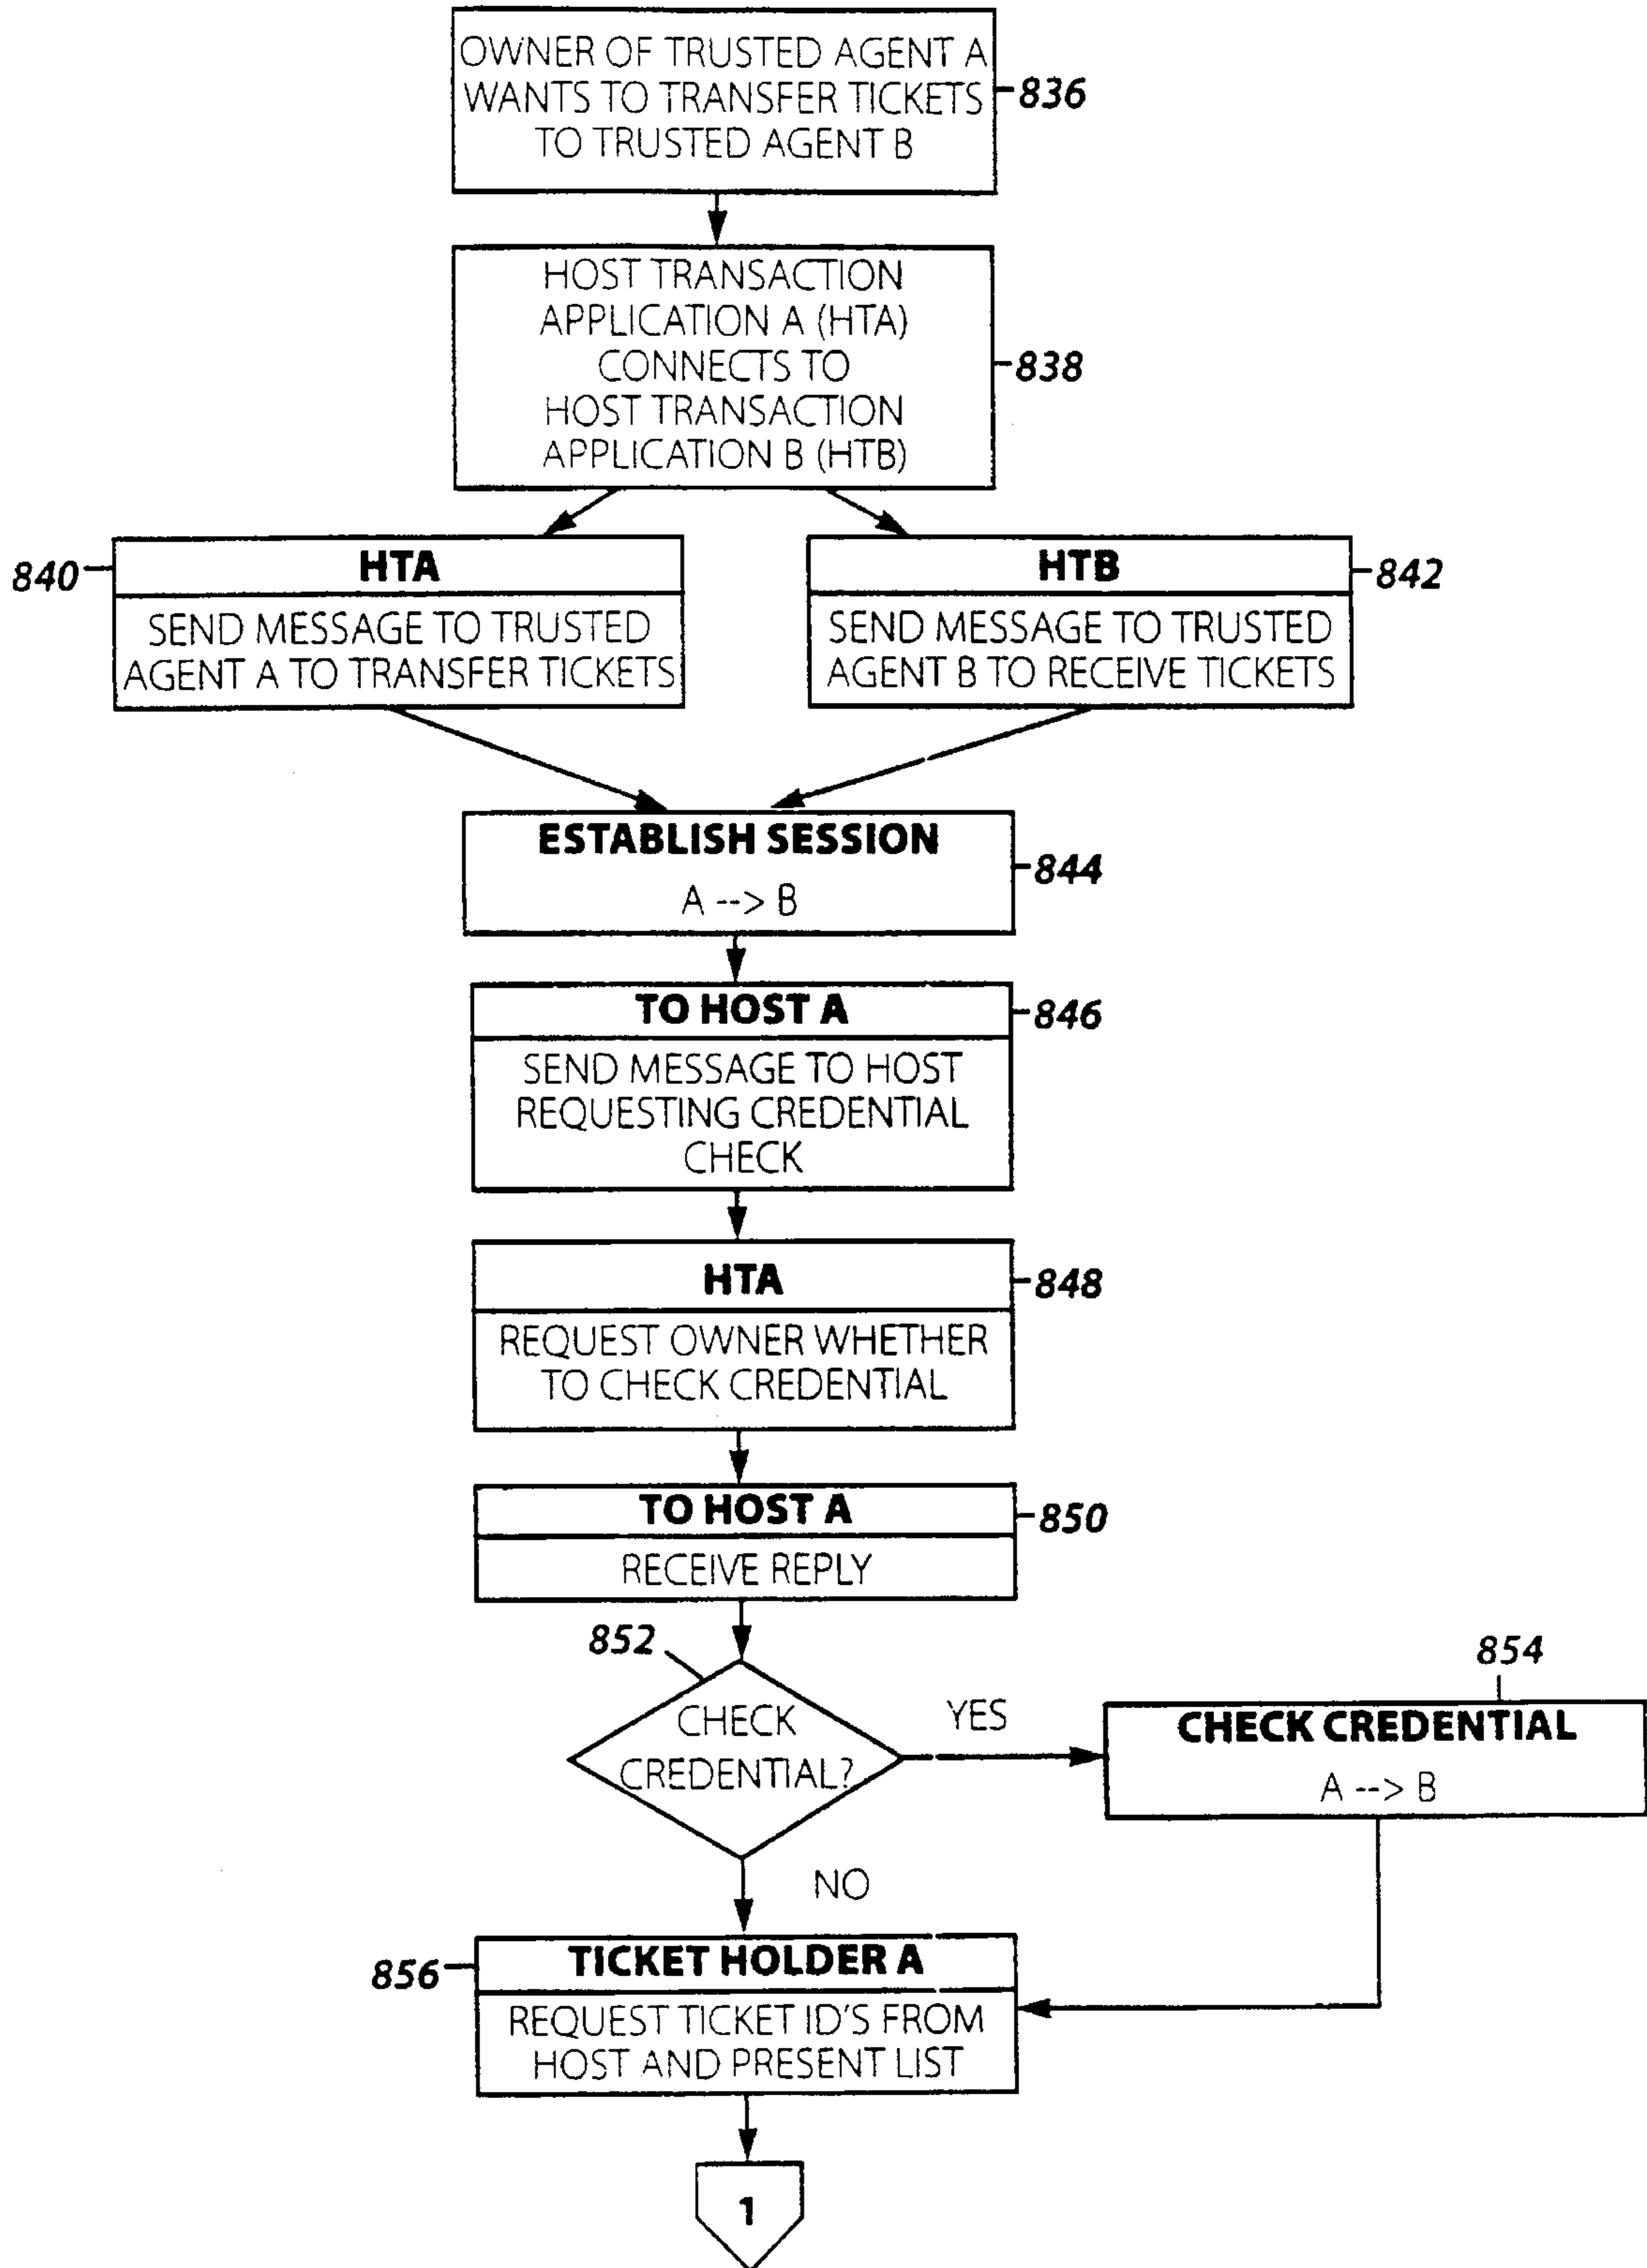 OWNER OF TRUSTED AGENT A
WANTS TO TRANSFER TICKETS
TO TRUSTED AGENT B
836
HOST TRANSACTION
APPLICATION A (HTA)
CONNECTS TO
HOST TRANSACTION
APPLICATION B (HTB)
838
840
HTA
SEND MESSAGE TO TRUSTED
AGENT A TO TRANSFER TICKETS
HTB
842
SEND MESSAGE TO TRUSTED
AGENT B TO RECEIVE TICKETS
ESTABLISH SESSION
844
A --> B
TO HOST A
846
SEND MESSAGE TO HOST
REQUESTING CREDENTIAL
CHECK
HTA
848
REQUEST OWNER WHETHER
TO CHECK CREDENTIAL
TO HOST A
850
RECEIVE REPLY
852
CHECK
CREDENTIAL?
YES
854
CHECK CREDENTIAL
A --> B
NO
856
TICKET HOLDER A
REQUEST TICKET ID'S FROM
HOST AND PRESENT LIST
1